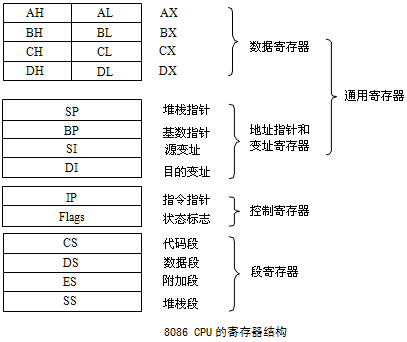 AH AL AX
BH BL BX
CH CL CX
DH DL DX
数据寄存器
通用寄存器
SP 堆栈指针
BP 基数指针
SI 源变址
DI 目的变址
地址指针和
变址寄存器
IP 指令指针
Flags 状态标志
控制寄存器
CS 代码段
DS 数据段
ES 附加段
SS 堆栈段
段寄存器
8086 CPU 的寄存器结构